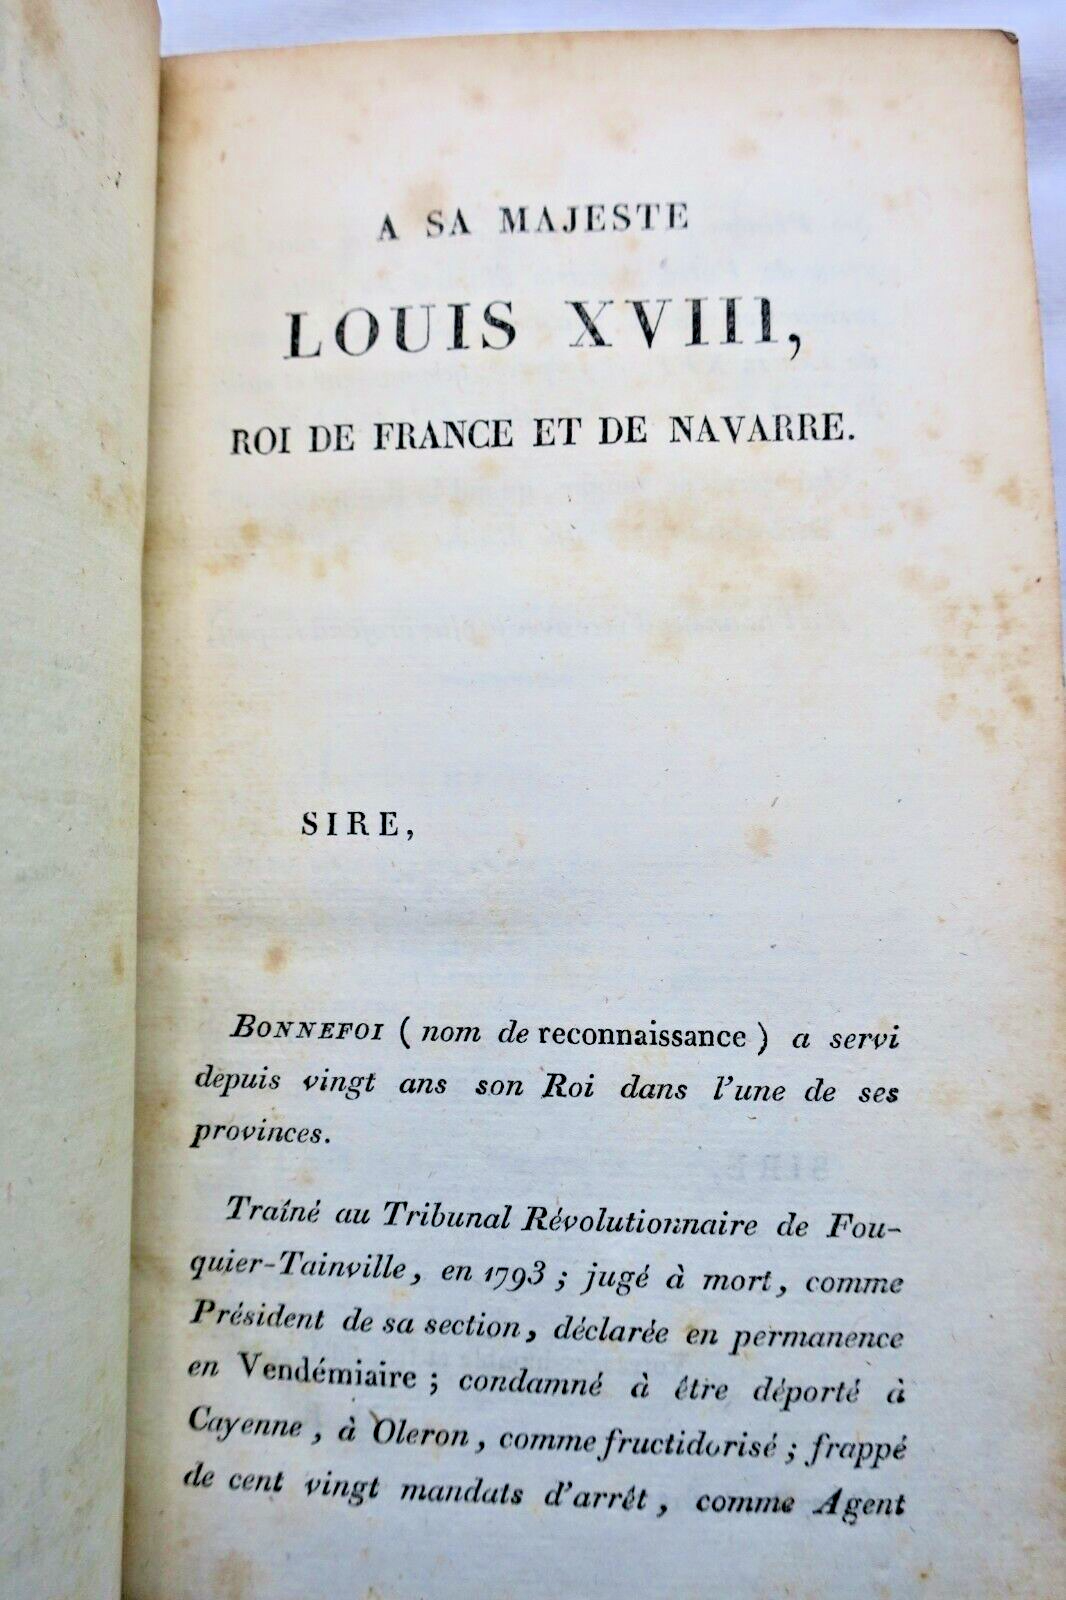 A SA MAJESTE
LOUIS XVIII,
ROI DE FRANCE ET DE NAVARRE.
SIRE,
BONNEFOI ( nom de reconnaissance ) a servi
depuis vingt ans son Roi dans l'une de ses
provinces.
Traîné au Tribunal Révolutionnaire de Fou-
quier-Tainville, en 1793 ; jugé à mort, comme
Président de sa section, déclarée en permanence
en Vendémiaire ; condamné à être déporté à
Cayenne, à Oleron, comme fructidorisé ; frappé
de cent vingt mandats d'arrêt, comme Agent